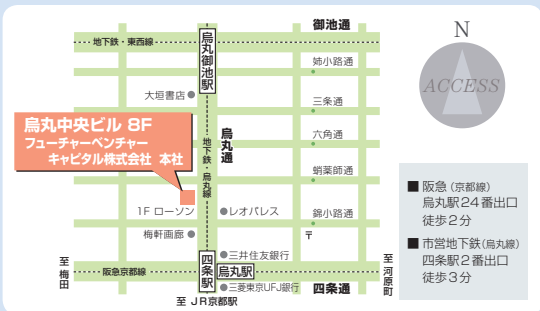 御池通
地下鉄・東西線
烏丸御池駅
姉小路通
大垣書店
三条通
烏丸中央ビル 8F
フューチャーベンチャー
キャピタル株式会社 本社
烏丸通
地下鉄・烏丸線
六角通
蛸薬師通
1F ローソン
レオパレス
錦小路通
梅軒画廊
〒
三井住友銀行
至梅田
阪急京都線
四条駅
烏丸駅
至河原町
三菱東京UFJ銀行
四条通
至 JR京都駅
N
ACCESS
■ 阪急(京都線)
烏丸駅24番出口
徒歩2分
■ 市営地下鉄(烏丸線)
四条駅2番出口
徒歩3分